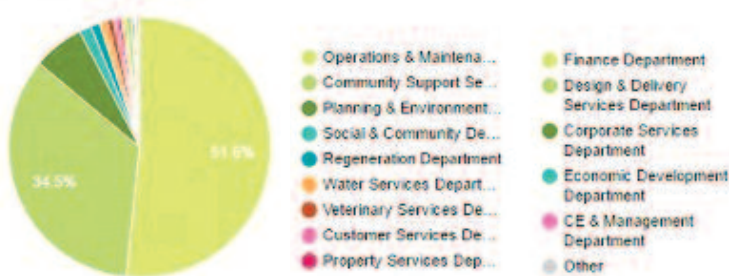 51.6%
34.5%
Operations & Maintena...
Community Support Se...
Planning & Environment...
Social & Community De...
Regeneration Department
Water Services Depart...
Veterinary Services De...
Customer Services De...
Property Services Dep...
Finance Department
Design & Delivery
Services Department
Corporate Services
Department
Economic Development
Department
CE & Management
Department
Other